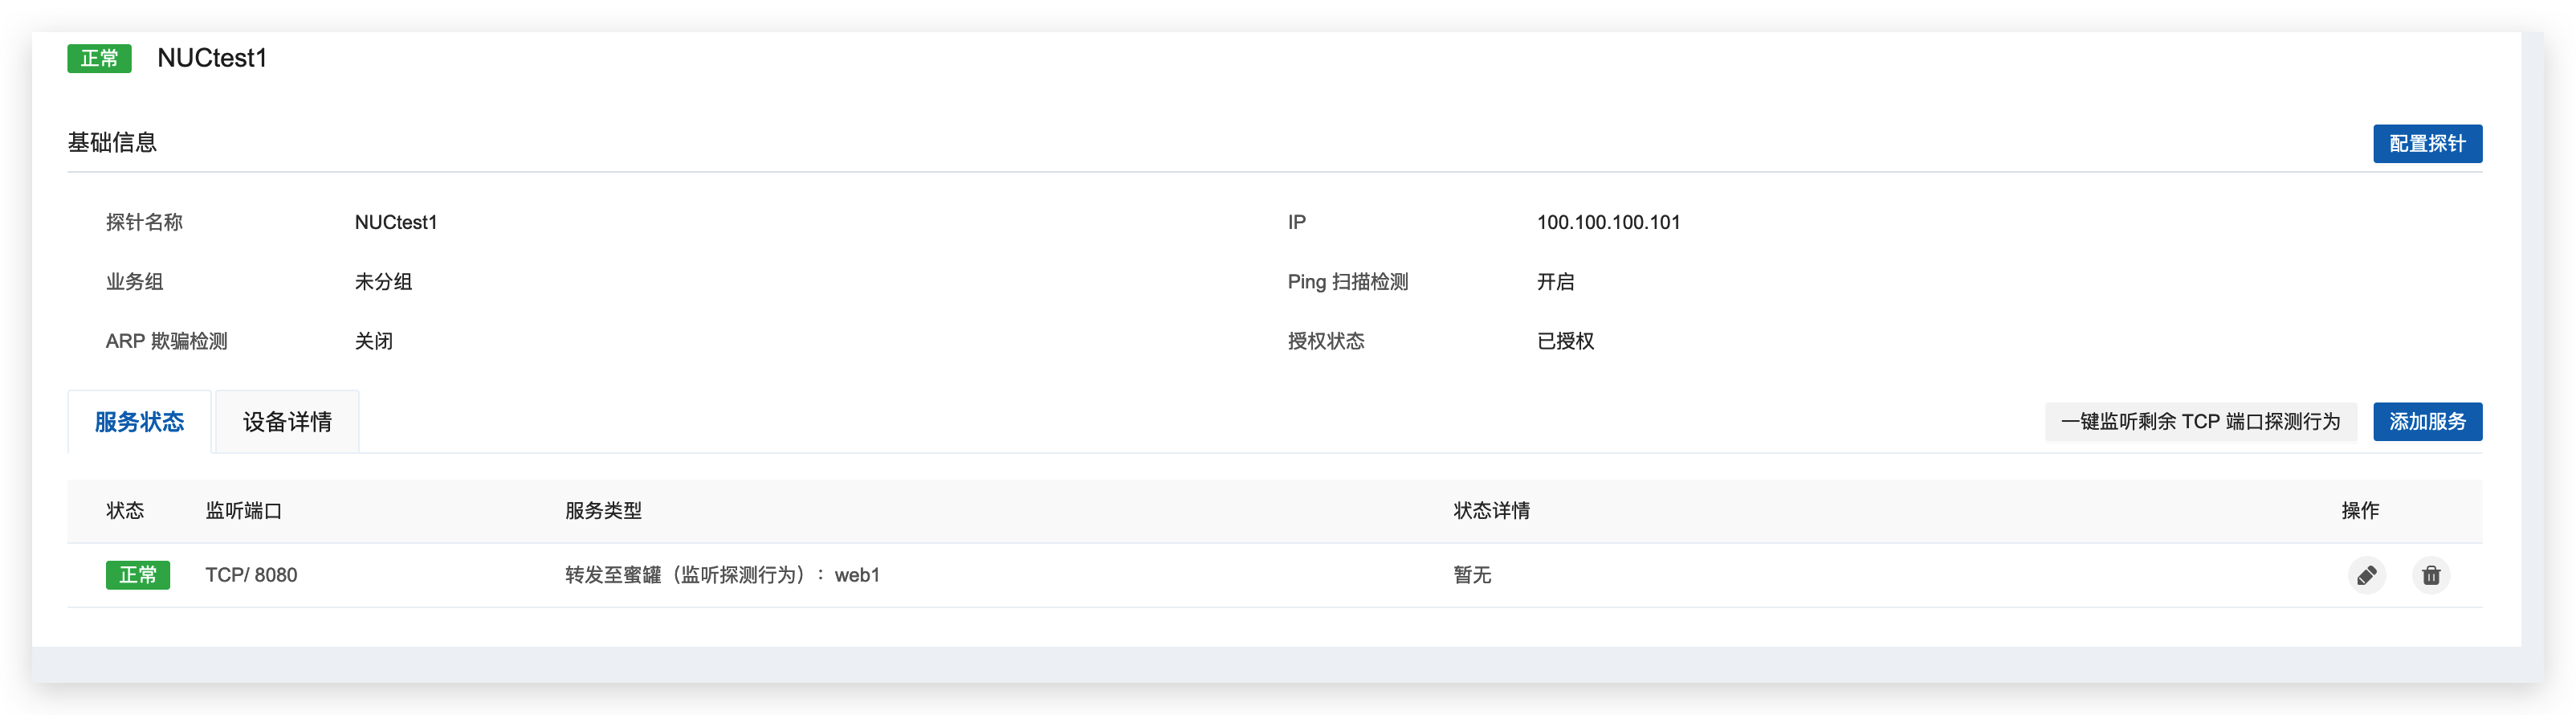 正常 NUCtest1
基础信息 配置探针
探针名称 NUCtest1 IP 100.100.100.101
业务组 未分组 Ping 扫描检测 开启
ARP 欺骗检测 关闭 授权状态 已授权
服务状态 设备详情 一键监听剩余 TCP 端口探测行为 添加服务
状态 监听端口 服务类型 状态详情 操作
正常 TCP/ 8080 转发至蜜罐（监听探测行为）： web1 暂无